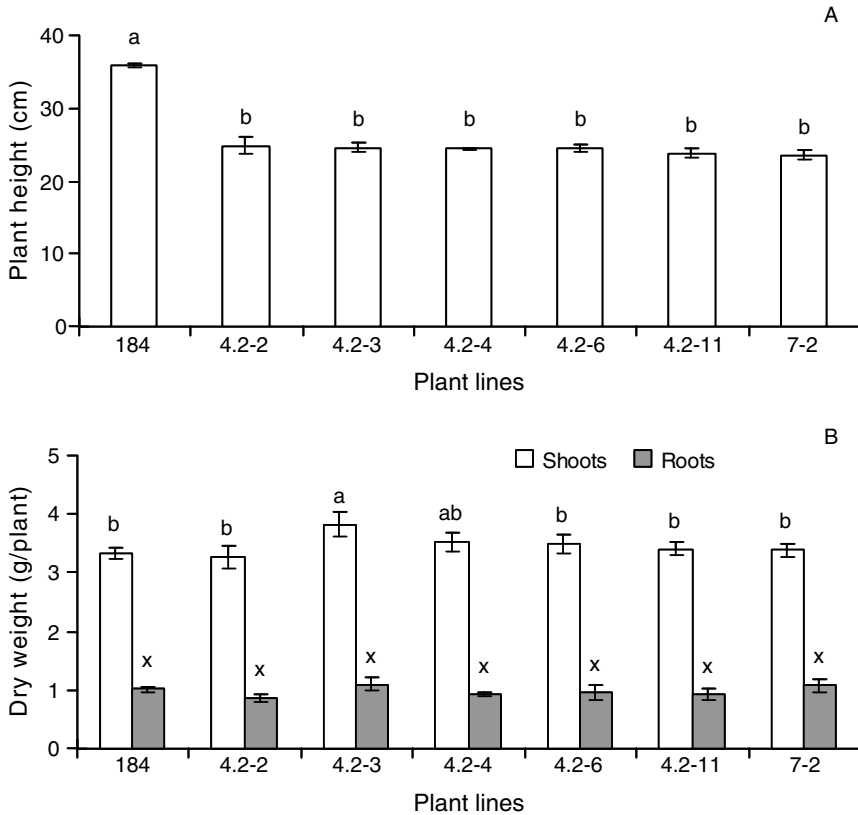 A
Plant height (cm)
40
30
20
10
0
a
b
b
b
b
b
b
184 4.2-2 4.2-3 4.2-4 4.2-6 4.2-11 7-2
Plant lines
B
Dry weight (g/plant)
5
4
3
2
1
0
Shoots Roots
b b a ab b b b
x x x x x x x
184 4.2-2 4.2-3 4.2-4 4.2-6 4.2-11 7-2
Plant lines